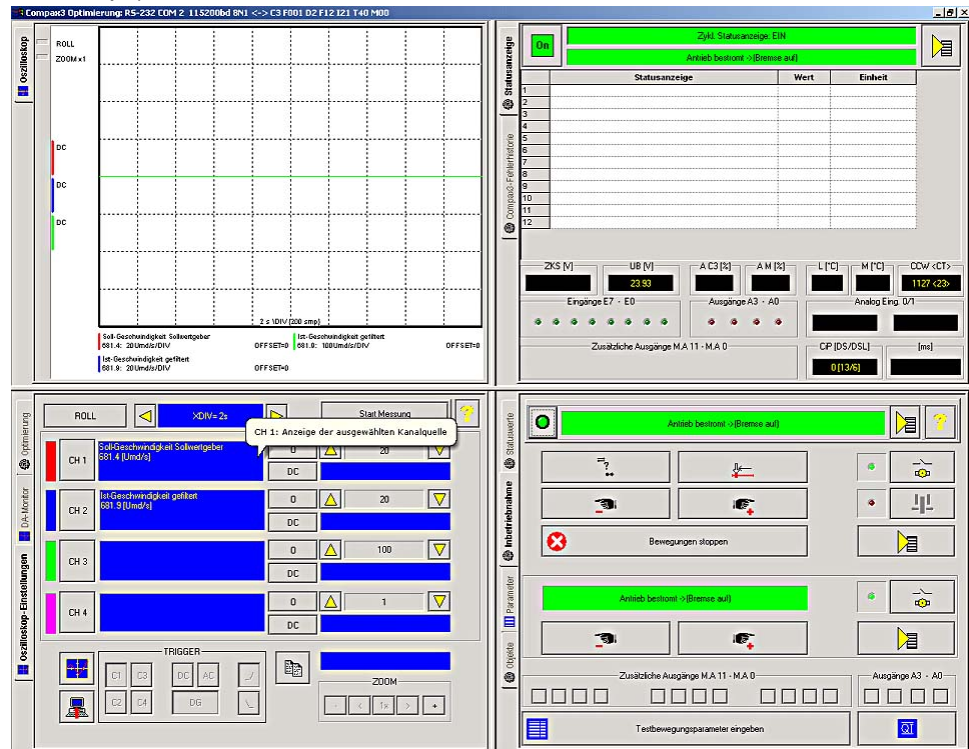 Compax3 Optimierung: RS-232 COM 2 115200bd 8N1 <-> C3 F001 D2 F12 I21 T40 M00
Oszilloskop
ROLL
ZOOMx1
DC
DC
DC
2 s \DIV [200 smp]
Soll-Geschwindigkeit Sollwertgeber
681.4: 20Umd/s/DIV OFFSET=0
Ist-Geschwindigkeit gefiltert
681.9: 100Umd/s/DIV OFFSET=0
Ist-Geschwindigkeit gefiltert
681.9: 20Umd/s/DIV OFFSET=0
Statusanzeige
Compax3-Fehlerhistorie
On
Zykl. Statusanzeige: EIN
Antrieb bestromt ->(Bremse auf)
Statusanzeige Wert Einheit
1
2
3
4
5
6
7
8
9
10
11
12
ZKS [V] UB [V] A C3 [%] A M [%] L [°C] M [°C] CCW <CT>
23.93 1127 <23>
Eingänge E7 - E0 Ausgänge A3 - A0 Analog Eing. 0/1
Zusätzliche Ausgänge M.A 11 - M.A 0 CiP [DS/DSL] [ms]
0 [13/6]
Optimierung
DA-Monitor
Oszilloskop-Einstellungen
ROLL XDIV= 2s Start Messung ?
CH 1: Anzeige der ausgewählten Kanalquelle
CH 1 Soll-Geschwindigkeit Sollwertgeber 0 20
681.4 [Umd/s] DC
CH 2 Ist-Geschwindigkeit gefiltert 0 20
681.9 [Umd/s] DC
CH 3 0 100
DC
CH 4 0 1
DC
TRIGGER
C1 C3 DC AC
C2 C4 DG
ZOOM
- < 1x > +
Statuswerte
Inbetriebnahme
Parameter
Objekte
Antrieb bestromt ->(Bremse auf)
?
?
- +
Bewegungen stoppen
Antrieb bestromt ->(Bremse auf)
- +
Zusätzliche Ausgänge M.A 11 - M.A 0 Ausgänge A3 - A0
Testbewegungsparameter eingeben